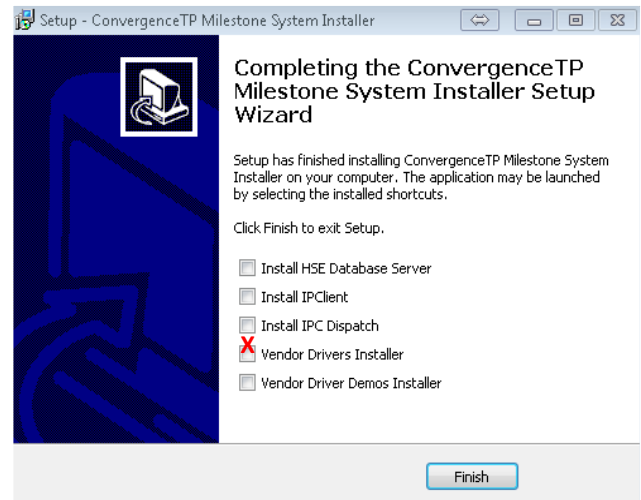 Setup - ConvergenceTP Milestone System Installer
Completing the ConvergenceTP
Milestone System Installer Setup
Wizard
Setup has finished installing ConvergenceTP Milestone System
Installer on your computer. The application may be launched
by selecting the installed shortcuts.
Click Finish to exit Setup.
Install HSE Database Server
Install IPClient
Install IPC Dispatch
X Vendor Drivers Installer
Vendor Driver Demos Installer
Finish